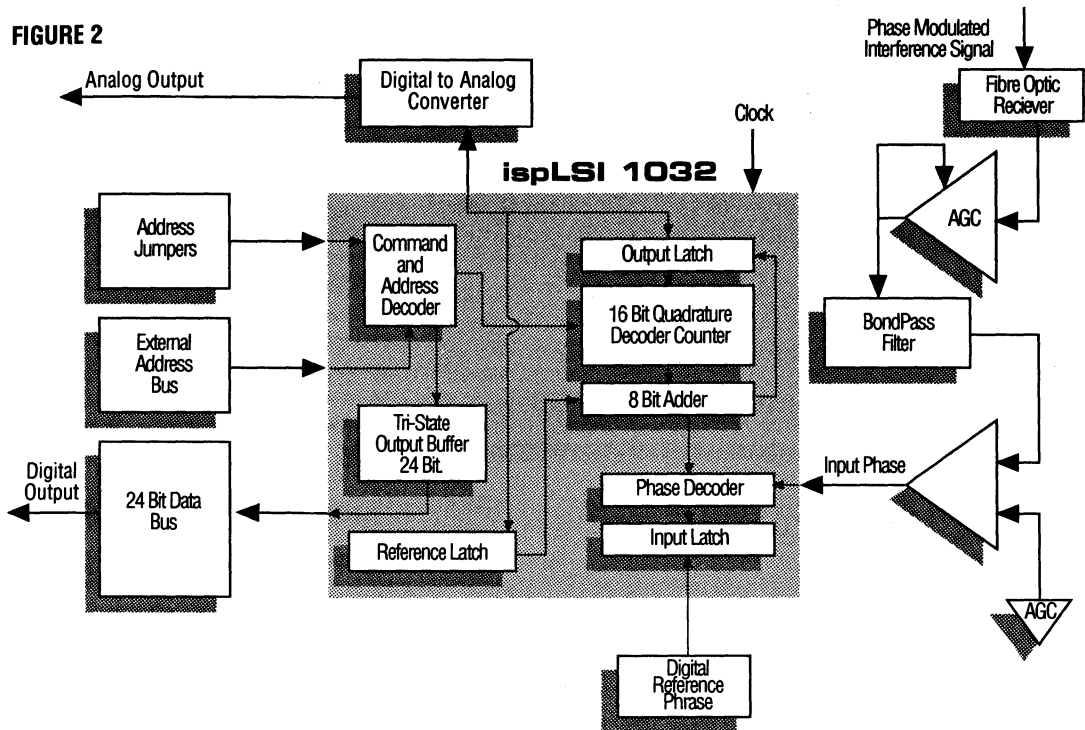 FIGURE 2
Phase Modulated
Interference Signal
Analog Output
Digital to Analog
Converter
Fibre Optic
Reciever
Clock
ispLSI 1032
AGC
Address
Jumpers
Command
and
Address
Decoder
Output Latch
16 Bit Quadrature
Decoder Counter
BondPass
Filter
External
Address
Bus
8 Bit Adder
Tri-State
Output Buffer
24 Bit.
Digital
Output
24 Bit Data
Bus
Phase Decoder
Input Phase
Input Latch
Reference Latch
AGC
Digital
Reference
Phrase